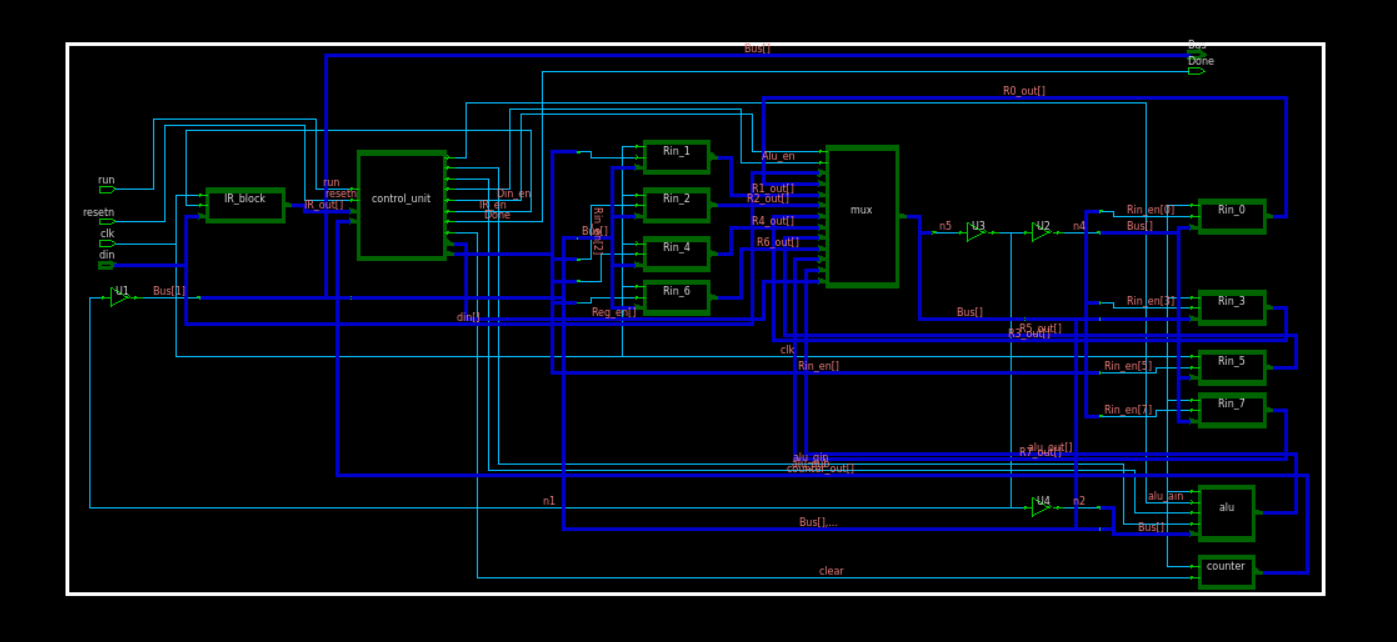 Bus[]
Bus
Done
R0_out[]
run
resetn
clk
din
IR_block
run
resetn
IR_out[]
control_unit
Din_en
IR_en
Done
Rin_1
Rin_2
Rin_4
Rin_6
Bus[]
Rin_en[2]
Reg_en[]
Alu_en
R1_out[]
R2_out[]
R4_out[]
R6_out[]
mux
n5
U3
U2
n4
Rin_en[0]
Bus[]
Rin_0
Rin_en[3]
Rin_3
U1
Bus[1]
din[]
Bus[]
R5_out[]
R3_out[]
clk
Rin_en[]
Rin_en[5]
Rin_5
Rin_en[7]
Rin_7
alu_out[]
R7_out[]
alu_gin
counter_out[]
n1
U4
n2
alu_ain
alu
Bus[],...
Bus[]
clear
counter